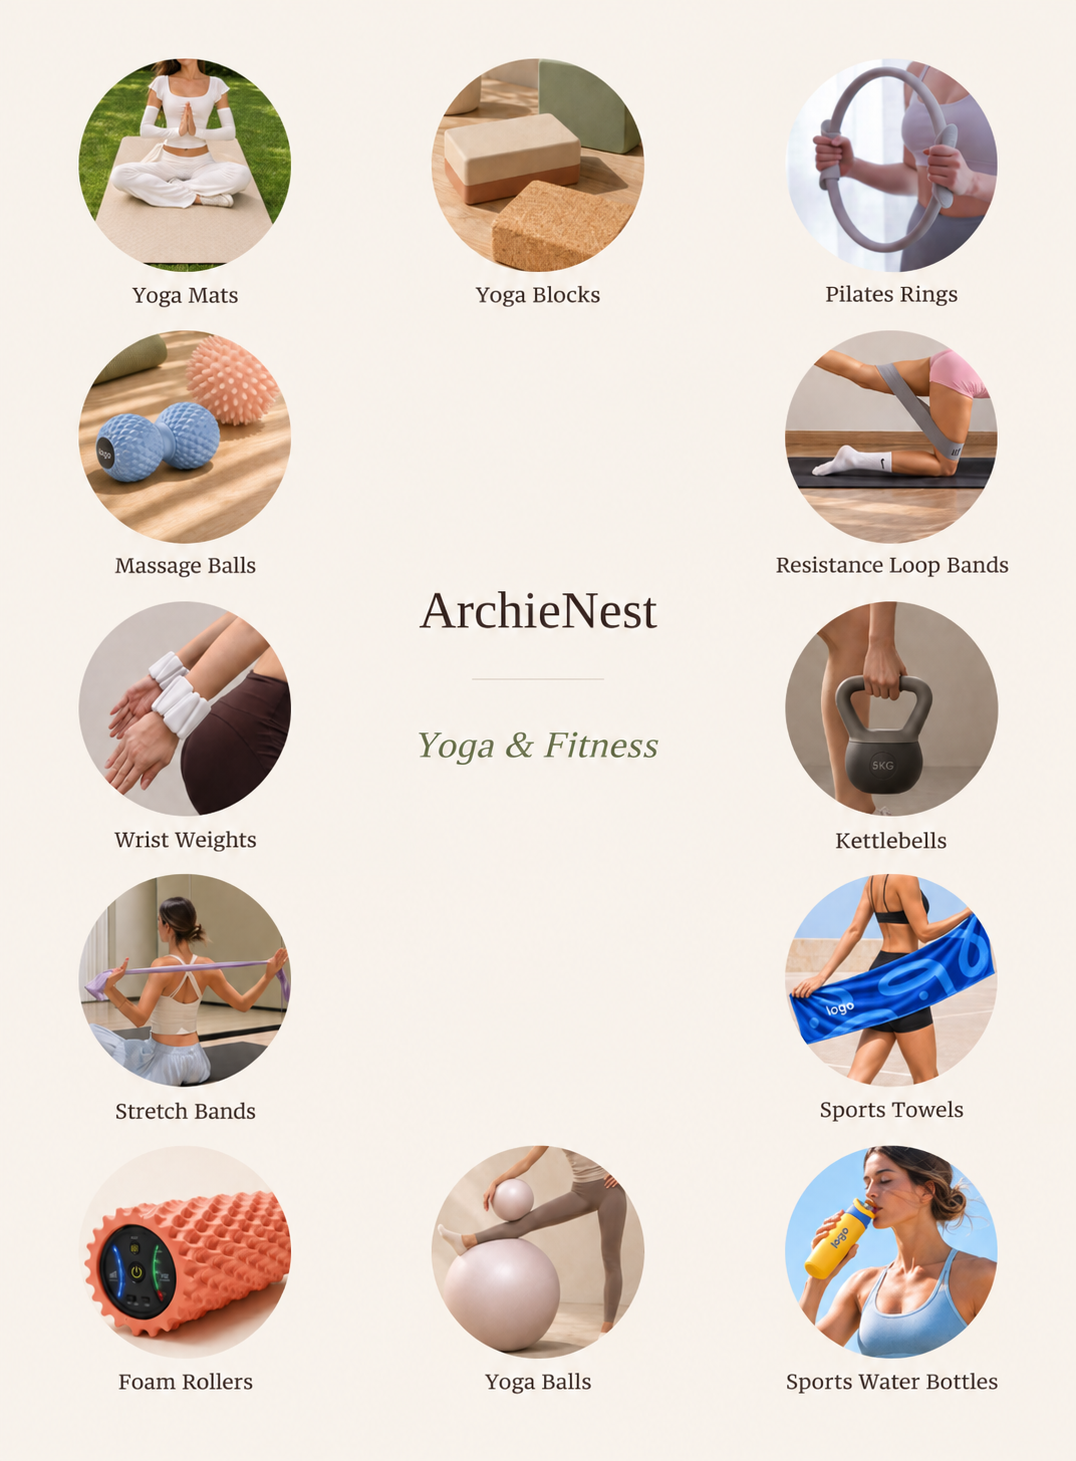 Yoga Mats
Yoga Blocks
Pilates Rings
logo
Massage Balls
Resistance Loop Bands
ArchieNest
Yoga & Fitness
5KG
Wrist Weights
Kettlebells
logo
Stretch Bands
Sports Towels
logo
Foam Rollers
Yoga Balls
Sports Water Bottles